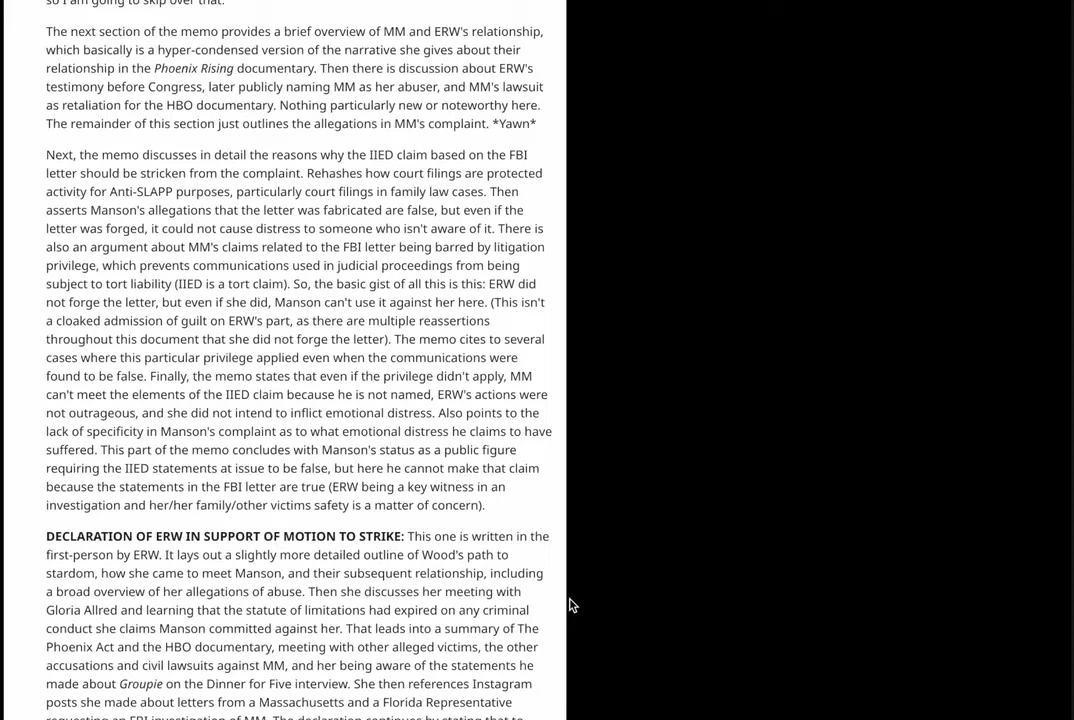 so I am going to skip over that.
The next section of the memo provides a brief overview of MM and ERW's relationship,
which basically is a hyper-condensed version of the narrative she gives about their
relationship in the Phoenix Rising documentary. Then there is discussion about ERW's
testimony before Congress, later publicly naming MM as her abuser, and MM's lawsuit
as retaliation for the HBO documentary. Nothing particularly new or noteworthy here.
The remainder of this section just outlines the allegations in MM's complaint. *Yawn*
Next, the memo discusses in detail the reasons why the IIED claim based on the FBI
letter should be stricken from the complaint. Rehashes how court filings are protected
activity for Anti-SLAPP purposes, particularly court filings in family law cases. Then
asserts Manson's allegations that the letter was fabricated are false, but even if the
letter was forged, it could not cause distress to someone who isn't aware of it. There is
also an argument about MM's claims related to the FBI letter being barred by litigation
privilege, which prevents communications used in judicial proceedings from being
subject to tort liability (IIED is a tort claim). So, the basic gist of all this is this: ERW did
not forge the letter, but even if she did, Manson can't use it against her here. (This isn't
a cloaked admission of guilt on ERW's part, as there are multiple reassertions
throughout this document that she did not forge the letter). The memo cites to several
cases where this particular privilege applied even when the communications were
found to be false. Finally, the memo states that even if the privilege didn't apply, MM
can't meet the elements of the IIED claim because he is not named, ERW's actions were
not outrageous, and she did not intend to inflict emotional distress. Also points to the
lack of specificity in Manson's complaint as to what emotional distress he claims to have
suffered. This part of the memo concludes with Manson's status as a public figure
requiring the IIED statements at issue to be false, but here he cannot make that claim
because the statements in the FBI letter are true (ERW being a key witness in an
investigation and her/her family/other victims safety is a matter of concern).
DECLARATION OF ERW IN SUPPORT OF MOTION TO STRIKE: This one is written in the
first-person by ERW. It lays out a slightly more detailed outline of Wood's path to
stardom, how she came to meet Manson, and their subsequent relationship, including
a broad overview of her allegations of abuse. Then she discusses her meeting with
Gloria Allred and learning that the statute of limitations had expired on any criminal
conduct she claims Manson committed against her. That leads into a summary of The
Phoenix Act and the HBO documentary, meeting with other alleged victims, the other
accusations and civil lawsuits against MM, and her being aware of the statements he
made about Groupie on the Dinner for Five interview. She then references Instagram
posts she made about letters from a Massachusetts and a Florida Representative
requesting an FBI investigation of MM. The declaration continues by stating that to